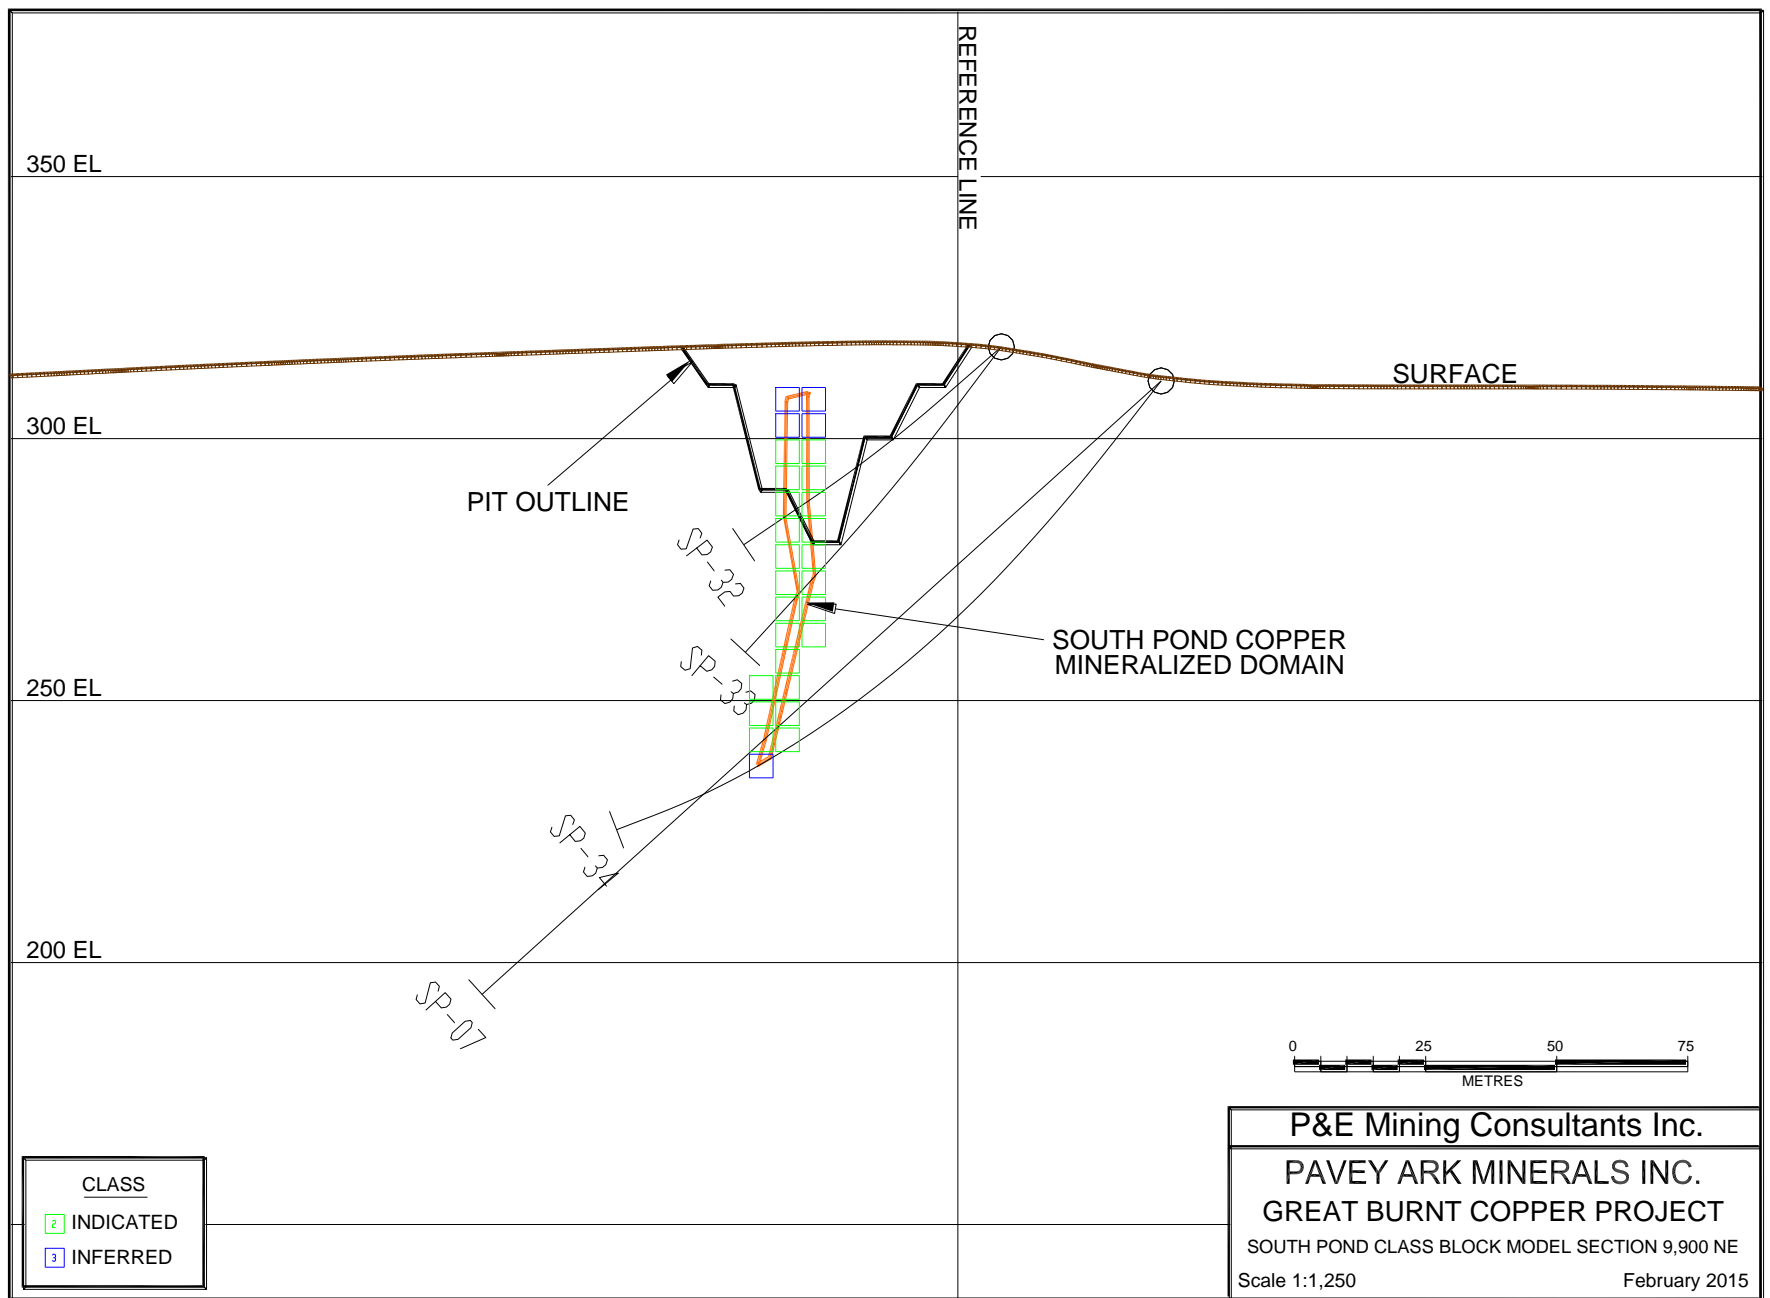 REFERENCE LINE
350 EL
SURFACE
300 EL
PIT OUTLINE
SP-32
SOUTH POND COPPER
MINERALIZED DOMAIN
SP-33
250 EL
SP-34
200 EL
SP-07
0 25 50 75
METRES
P&E Mining Consultants Inc.
PAVEY ARK MINERALS INC.
GREAT BURNT COPPER PROJECT
SOUTH POND CLASS BLOCK MODEL SECTION 9,900 NE
Scale 1:1,250 February 2015
CLASS
2 INDICATED
3 INFERRED